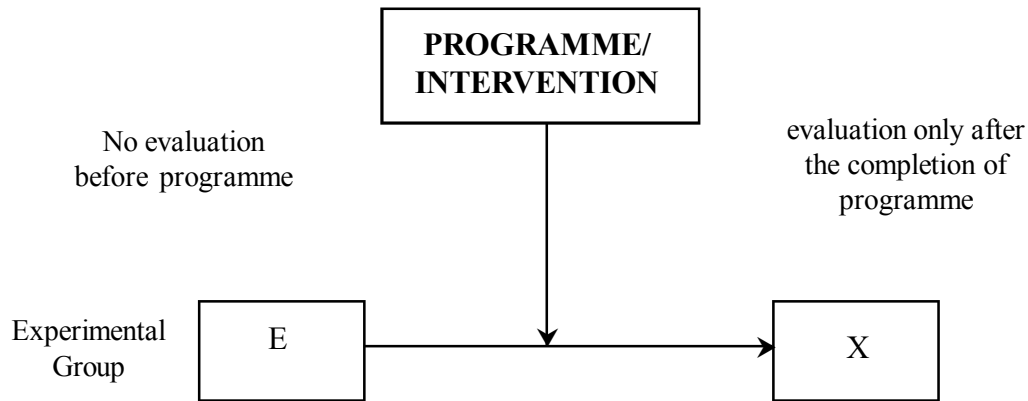 PROGRAMME/
INTERVENTION
No evaluation
before programme
evaluation only after
the completion of
programme
Experimental
Group
E
X